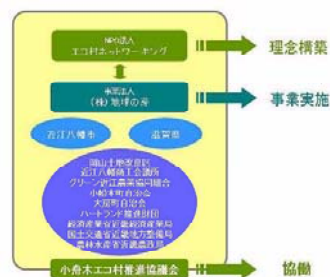 NPO法人
エコ村ネットワーキング
理念構築
事業法人
(株)地球の芽
事業実施
近江八幡市
滋賀県
岡山土地改良区
近江八幡商工会議所
グリーン近江農業協同組合
小船木町自治会
大房町自治会
ハートランド推進財団
経済産業省近畿経済産業局
国土交通省近畿地方整備局
農林水産省近畿農政局
小舟木エコ村推進協議会
協働